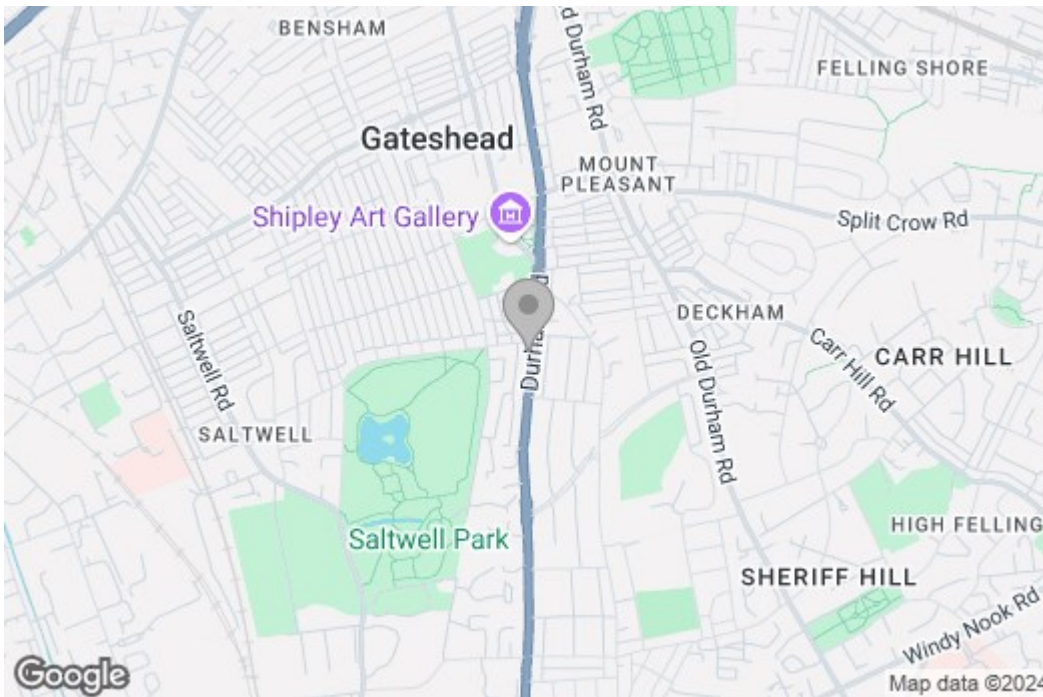 BENSHAM
d Durham Rd
FELLING SHORE
Gateshead
MOUNT
PLEASANT
Shipley Art Gallery
Split Crow Rd
Durha
d
DECKHAM
Saltwell Rd
Old Durham Rd
Carr Hill Rd
CARR HILL
SALTWELL
HIGH FELLING
Saltwell Park
SHERIFF HILL
Windy Nook Rd
Google
Map data ©2024